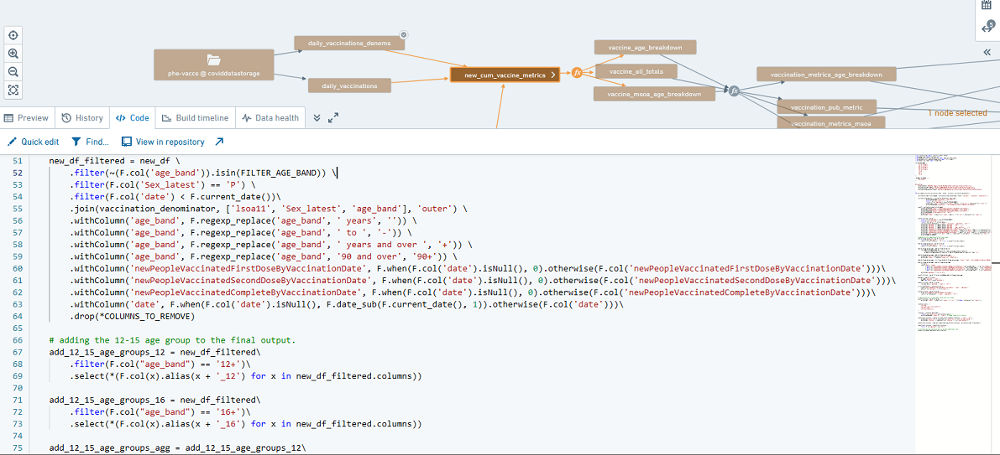 5
daily_vaccinations_denoms
vaccine_age_breakdown
phe-vaccs @ coviddatastorage
new_cum_vaccine_metrics
fx
vaccine_all_totals
vaccination_metrics_age_breakdown
daily_vaccinations
vaccine_msoa_age_breakdown
fx
vaccination_pub_metric
1 node selected
vaccination_metrics_msoa
Preview History Code Build timeline Data health
Quick edit Find... View in repository
51 new_df_filtered = new_df \
52 .filter(~(F.col('age_band')).isin(FILTER_AGE_BAND)) \
53 .filter(F.col('Sex_latest') == 'P') \
54 .filter(F.col('date') < F.current_date())\
55 .join(vaccination_denominator, ['lsoa11', 'Sex_latest', 'age_band'], 'outer') \
56 .withColumn('age_band', F.regexp_replace('age_band', ' years', '')) \
57 .withColumn('age_band', F.regexp_replace('age_band', ' to ', '-')) \
58 .withColumn('age_band', F.regexp_replace('age_band', ' years and over ', '+')) \
59 .withColumn('age_band', F.regexp_replace('age_band', '90 and over', '90+')) \
60 .withColumn('newPeopleVaccinatedFirstDoseByVaccinationDate', F.when(F.col('date').isNull(), 0).otherwise(F.col('newPeopleVaccinatedFirstDoseByVaccinationDate')))\
61 .withColumn('newPeopleVaccinatedSecondDoseByVaccinationDate', F.when(F.col('date').isNull(), 0).otherwise(F.col('newPeopleVaccinatedSecondDoseByVaccinationDate')))\
62 .withColumn('newPeopleVaccinatedCompleteByVaccinationDate', F.when(F.col('date').isNull(), 0).otherwise(F.col('newPeopleVaccinatedCompleteByVaccinationDate')))\
63 .withColumn('date', F.when(F.col('date').isNull(), F.date_sub(F.current_date(), 1)).otherwise(F.col('date')))\
64 .drop(*COLUMNS_TO_REMOVE)
65
66 # adding the 12-15 age group to the final output.
67 add_12_15_age_groups_12 = new_df_filtered\
68 .filter(F.col("age_band") == '12+')\
69 .select(*(F.col(x).alias(x + '_12') for x in new_df_filtered.columns))
70
71 add_12_15_age_groups_16 = new_df_filtered\
72 .filter(F.col("age_band") == '16+')\
73 .select(*(F.col(x).alias(x + '_16') for x in new_df_filtered.columns))
74
75 add_12_15_age_groups_agg = add_12_15_age_groups_12\